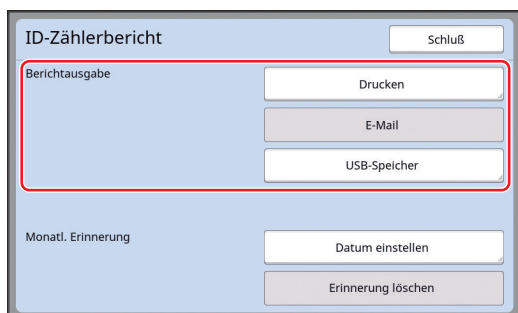 ID-Zählerbericht
Schluß
Berichtausgabe
Drucken
E-Mail
USB-Speicher
Monatl. Erinnerung
Datum einstellen
Erinnerung löschen